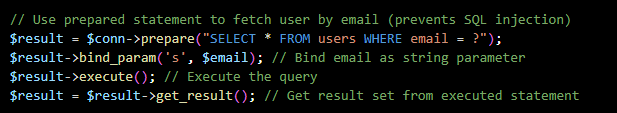 // Use prepared statement to fetch user by email (prevents SQL injection)
$result = $conn->prepare("SELECT * FROM users WHERE email = ?");
$result->bind_param('s', $email); // Bind email as string parameter
$result->execute(); // Execute the query
$result = $result->get_result(); // Get result set from executed statement